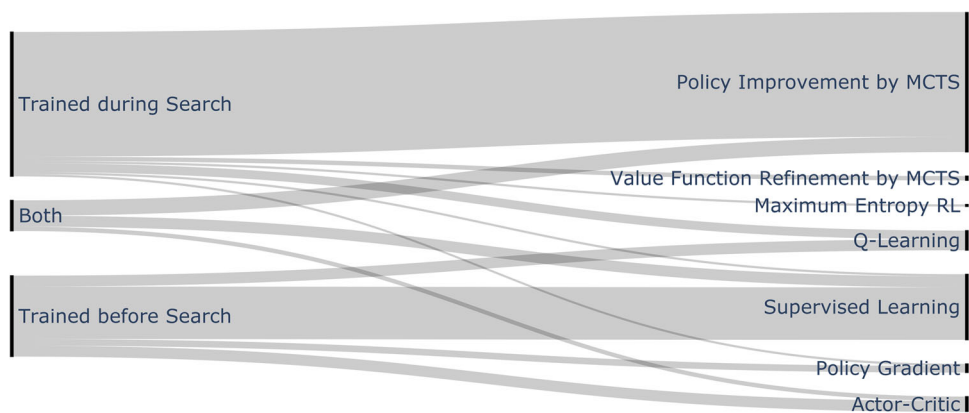 Trained during Search
Both
Trained before Search
Policy Improvement by MCTS
Value Function Refinement by MCTS
Maximum Entropy RL
Q-Learning
Supervised Learning
Policy Gradient
Actor-Critic